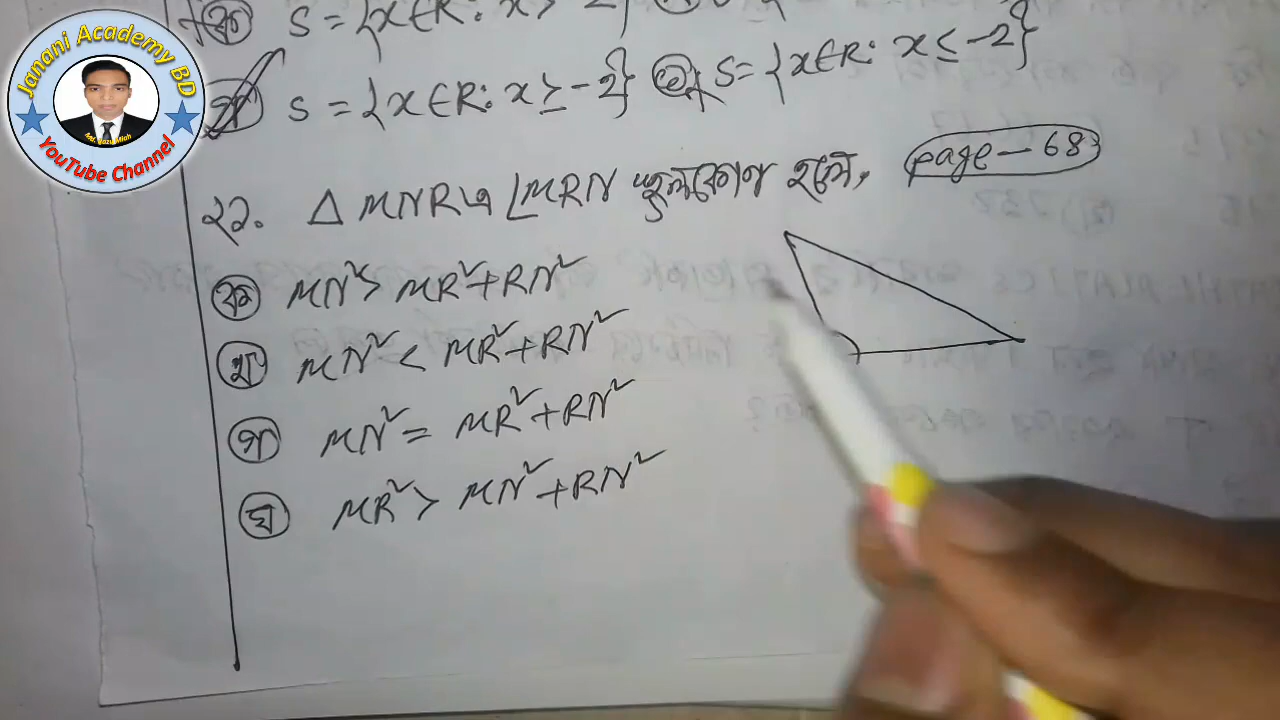 Janani Academy BD
YouTube Channel
S = {x∈R: x >
S = {x∈R: x ≥ -2} ঘ S = {x∈R: x ≤ -2}
২২. Δ MNR এ ∠MRN স্থূলকোণ হলে, page - 68
ক MN² > MR² + RN²
খ MN² < MR² + RN²
গ MN² = MR² + RN²
ঘ MR² > MN² + RN²